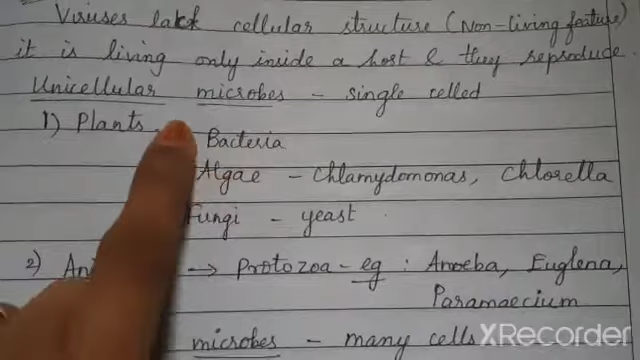 Viruses lack cellular structure (Non-living feature)
it is living only inside a host & they reproduce.
Unicellular microbes - single celled
1) Plants. Bacteria
Algae - Chlamydomonas, Chlorella
Fungi - yeast
2) Ani → Protozoa - eg : Amoeba, Euglena,
Paramaecium
microbes - many cells
XRecorder